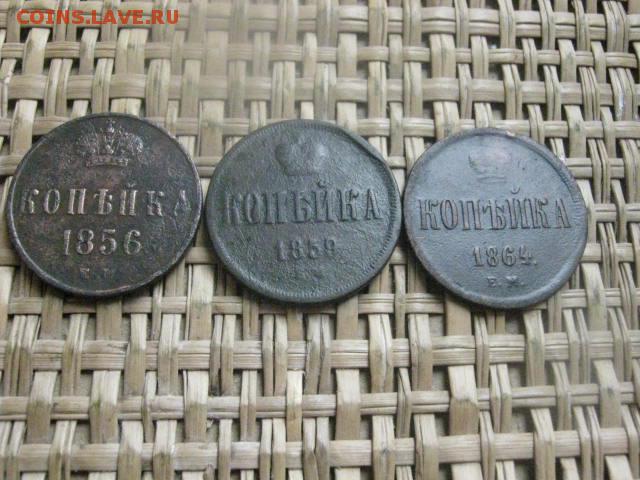 COINS.LAVE.RU
КОПѢЙКА
1856.
КОПѢЙКА
1859.
КОПѢЙКА
1864.
Е.М.